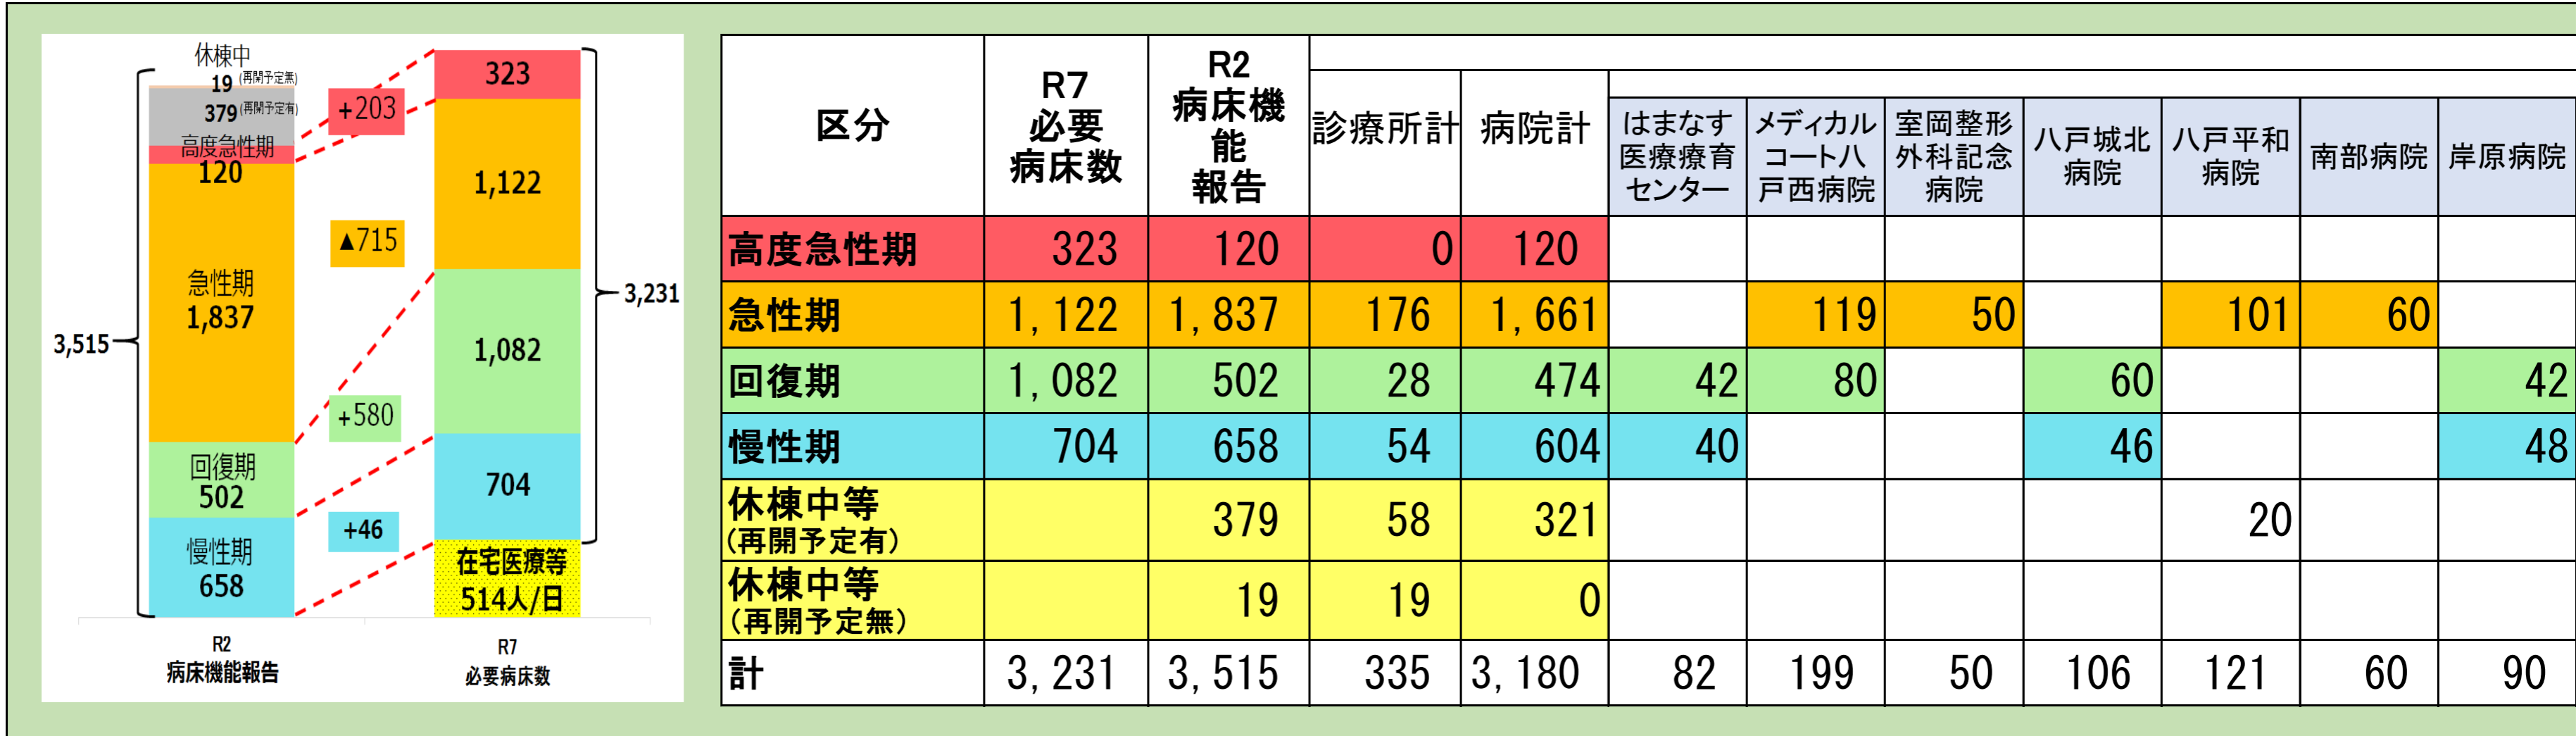 休棟中
19 (再開予定無)
379 (再開予定有)
高度急性期
120
急性期
1,837
3,515
回復期
502
慢性期
658
+203
▲715
+580
+46
323
1,122
1,082
704
3,231
在宅医療等
514人/日
R2
病床機能報告
R7
必要病床数
区分
R7
必要
病床数
R2
病床機
能
報告
診療所計
病院計
はまなす
医療療育
センター
メディカル
コート八
戸西病院
室岡整形
外科記念
病院
八戸城北
病院
八戸平和
病院
南部病院
岸原病院
高度急性期 323 120 0 120
急性期 1,122 1,837 176 1,661 119 50 101 60
回復期 1,082 502 28 474 42 80 60 42
慢性期 704 658 54 604 40 46 48
休棟中等
(再開予定有) 379 58 321 20
休棟中等
(再開予定無) 19 19 0
計 3,231 3,515 335 3,180 82 199 50 106 121 60 90